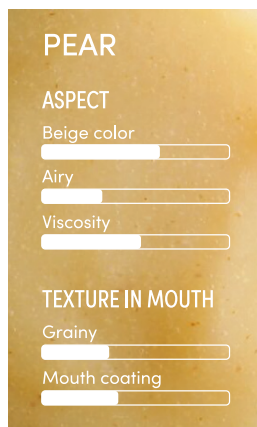 PEAR
ASPECT
Beige color
Airy
Viscosity
TEXTURE IN MOUTH
Grainy
Mouth coating